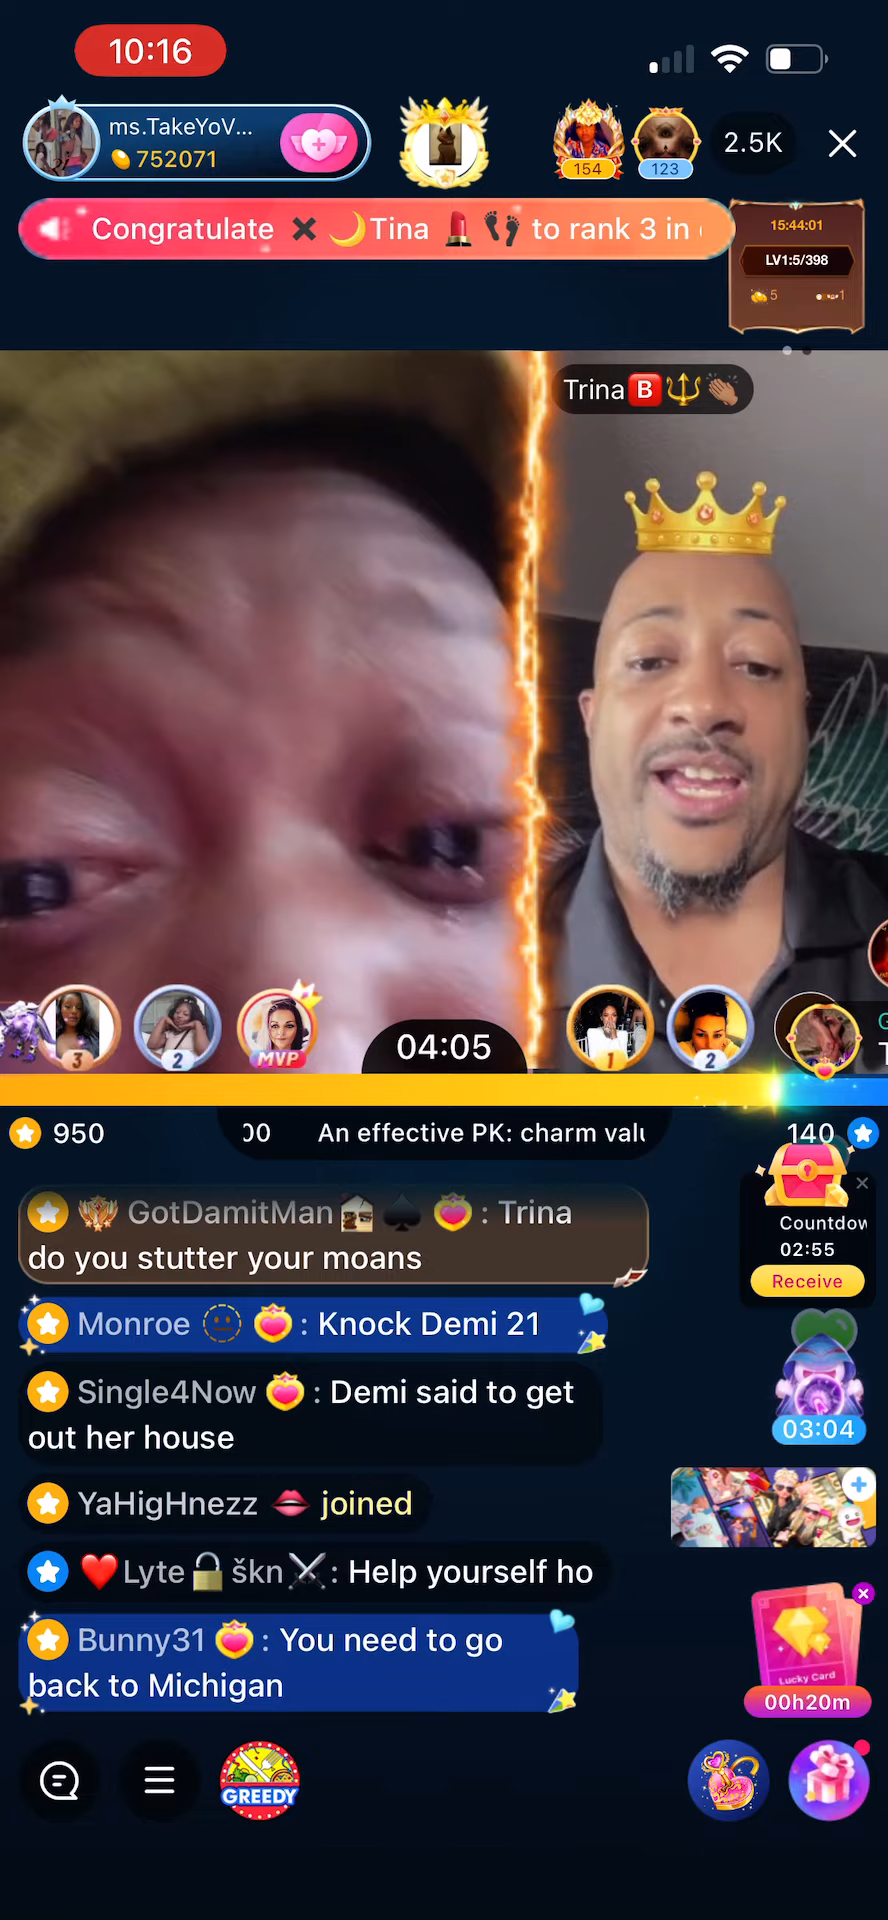 10:16
ms.TakeYoV...
752071
154
123
2.5K
Congratulate ✖️ 🌙Tina 💄 👣 to rank 3 in
15:44:01
LV1:5/398
5
1
Trina🅱️🔱👏🏽
3
2
MVP
04:05
1
2
950
00 An effective PK: charm valu
140
GotDamitMan🏚️♠️ : Trina
do you stutter your moans
Countdow
02:55
Receive
Monroe 🫥 : Knock Demi 21
Single4Now : Demi said to get
out her house
03:04
YaHigHnezz 👄 joined
❤️Lyte🔒škn⚔️: Help yourself ho
Bunny31 : You need to go
back to Michigan
Lucky Card
00h20m
GREEDY